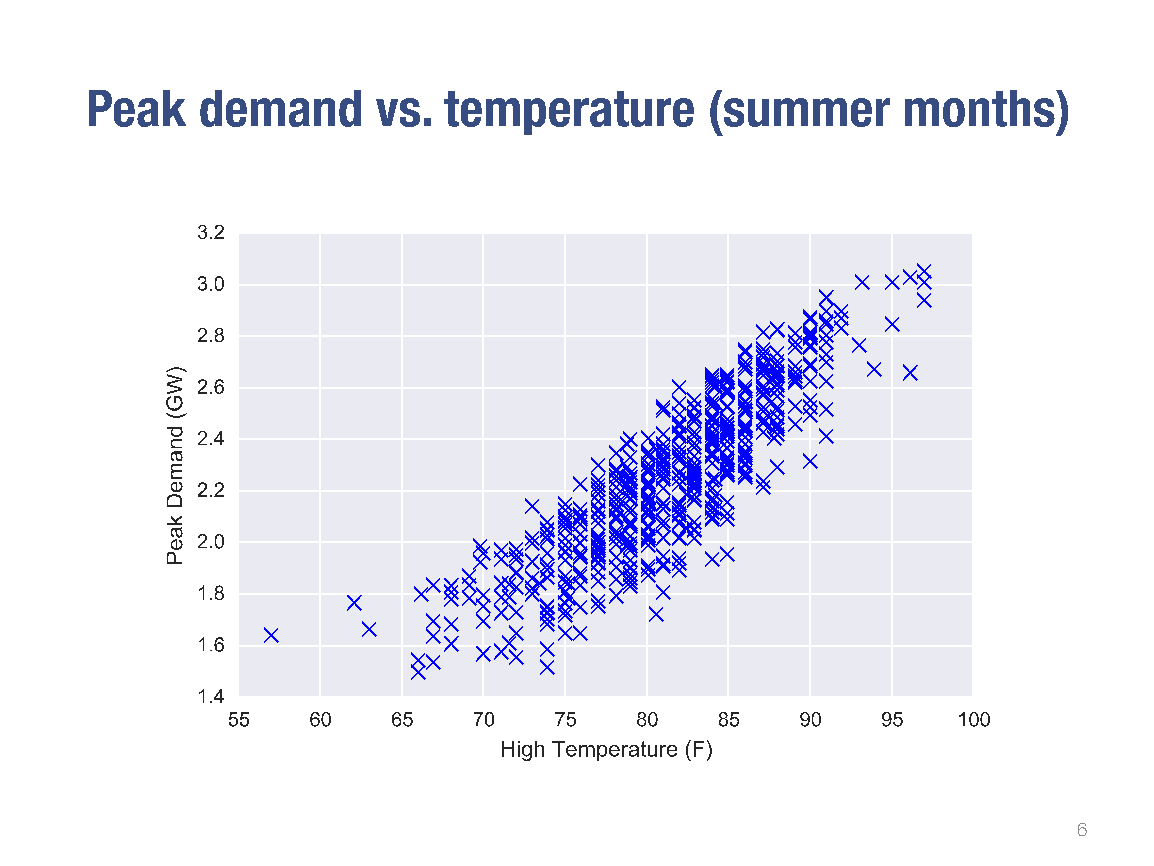 Peak demand vs. temperature (summer months)
3.2
3.0
2.8
2.6
2.4
2.2
2.0
1.8
1.6
1.4
Peak Demand (GW)
55 60 65 70 75 80 85 90 95 100
High Temperature (F)
6